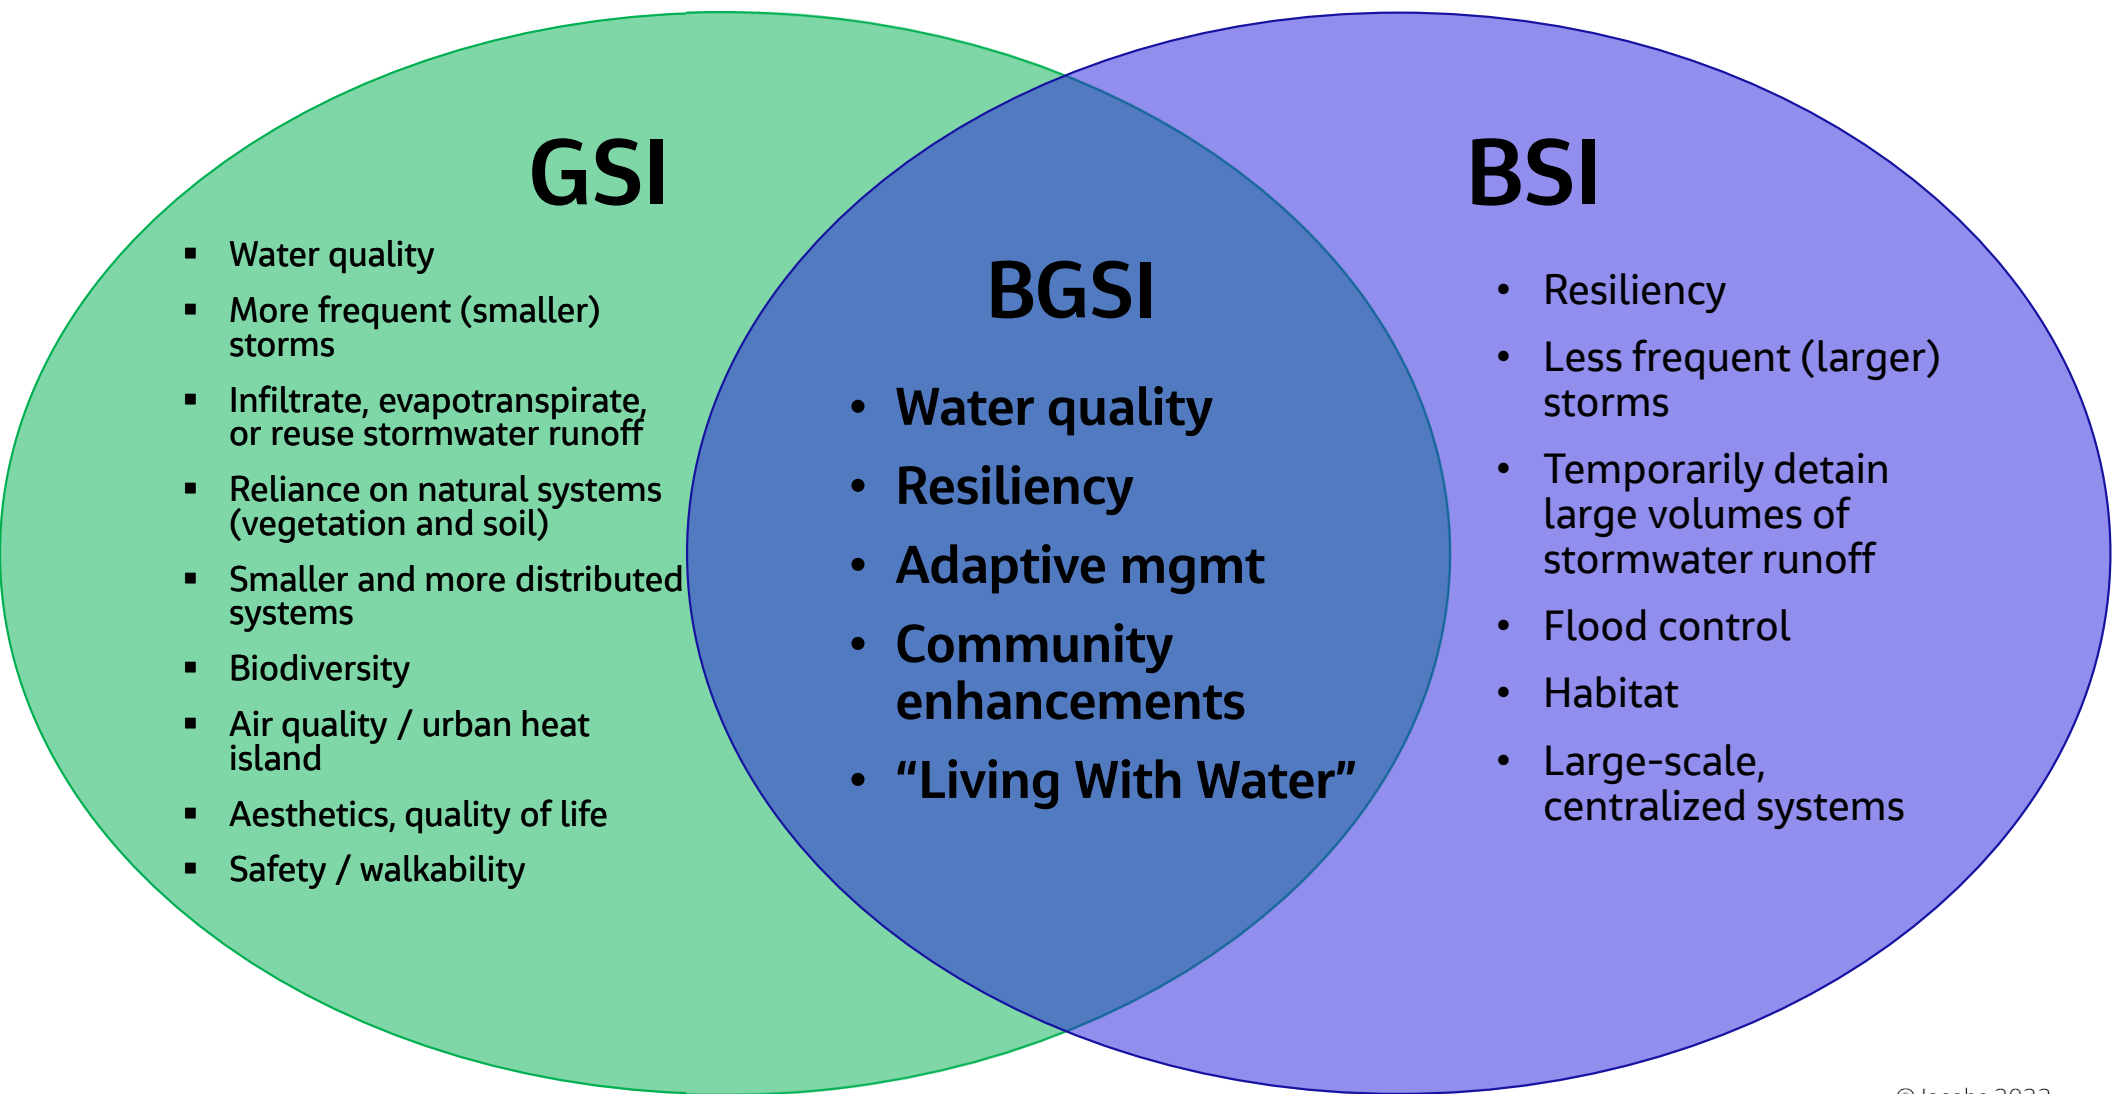 GSI
▪ Water quality
▪ More frequent (smaller)
storms
▪ Infiltrate, evapotranspirate,
or reuse stormwater runoff
▪ Reliance on natural systems
(vegetation and soil)
▪ Smaller and more distributed
systems
▪ Biodiversity
▪ Air quality / urban heat
island
▪ Aesthetics, quality of life
▪ Safety / walkability
BGSI
• Water quality
• Resiliency
• Adaptive mgmt
• Community
enhancements
• “Living With Water”
BSI
• Resiliency
• Less frequent (larger)
storms
• Temporarily detain
large volumes of
stormwater runoff
• Flood control
• Habitat
• Large-scale,
centralized systems